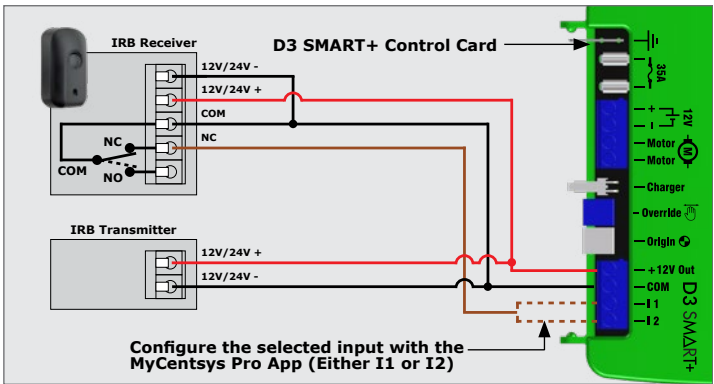 IRB Receiver
12V/24V -
12V/24V +
COM
NC
NC
COM
NO
IRB Transmitter
12V/24V +
12V/24V -
D3 SMART+ Control Card
35A
+
-
12V
Motor
M
Motor
Charger
Override
Origin
+12V Out
COM
I 1
I 2
D3 SMART+
Configure the selected input with the
MyCentsys Pro App (Either I1 or I2)